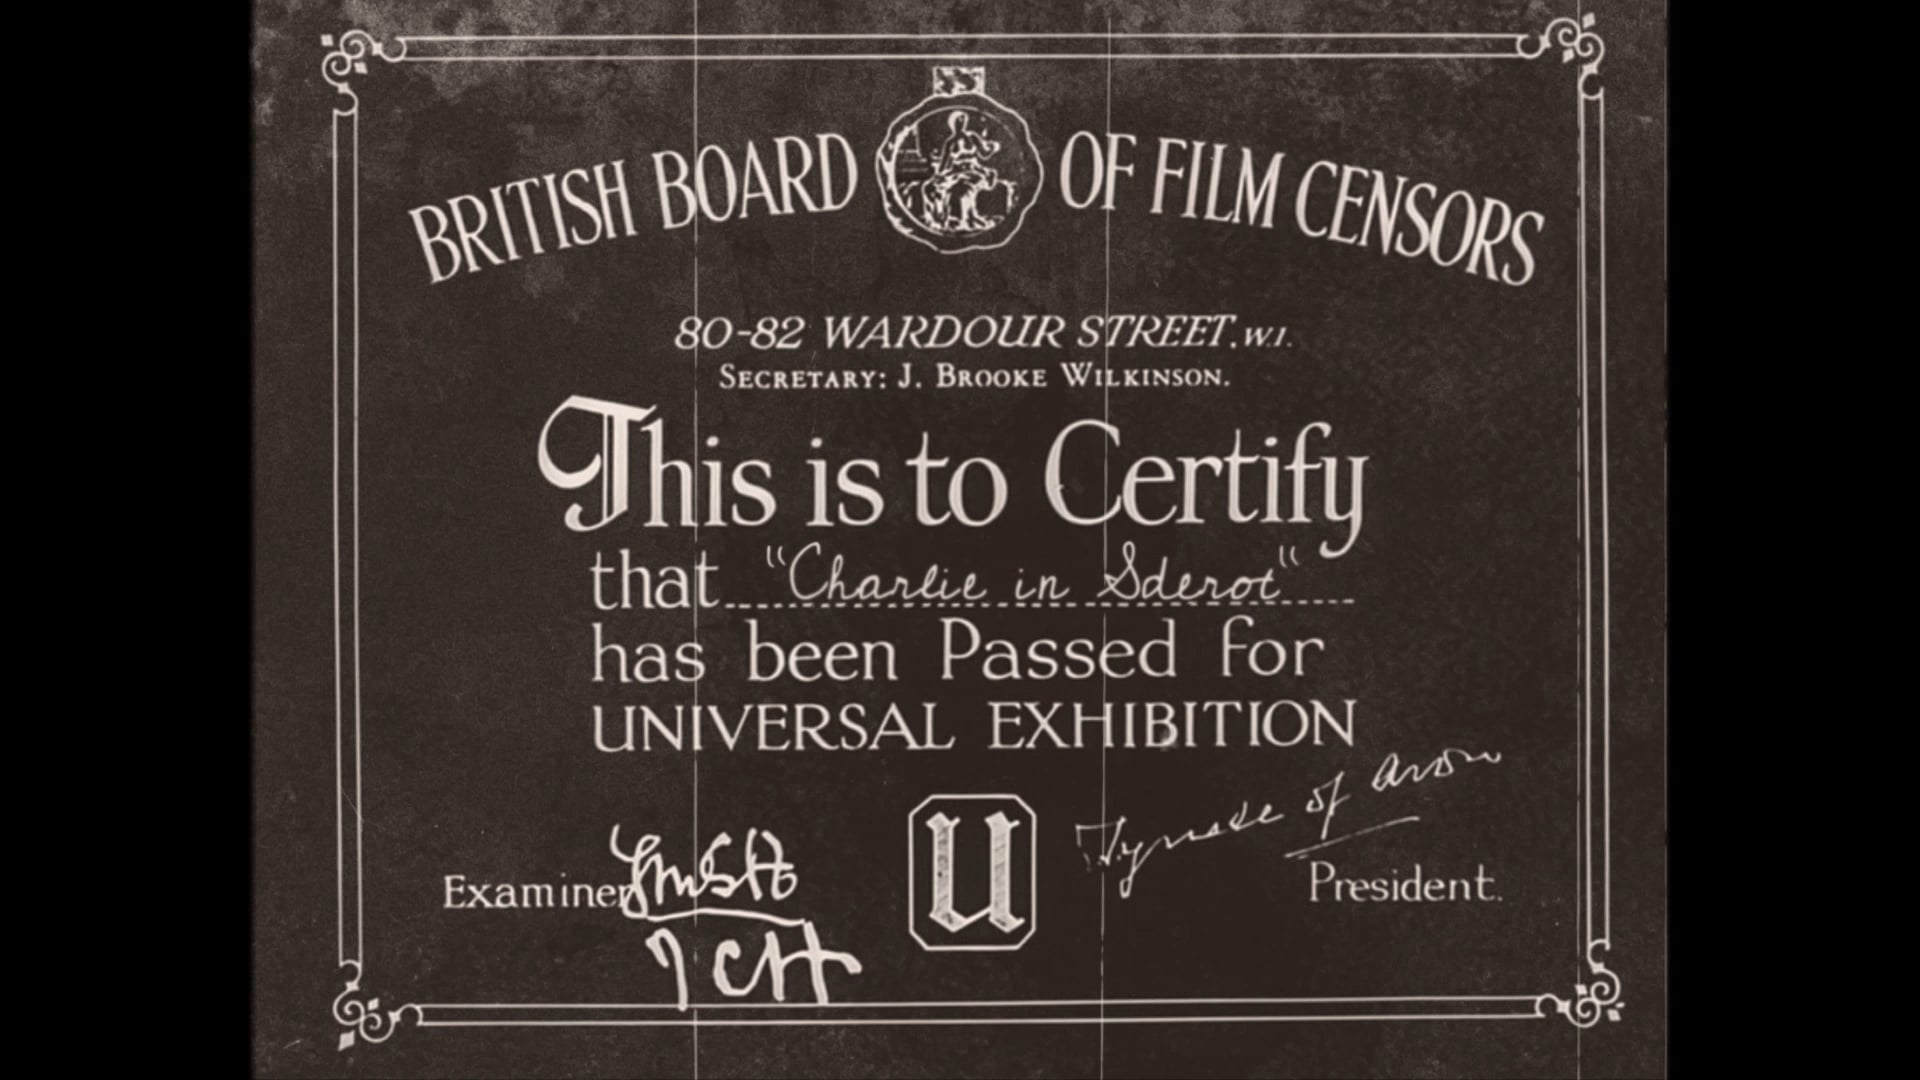 BRITISH BOARD OF FILM CENSORS
80-82 WARDOUR STREET, W.1.
SECRETARY: J. BROOKE WILKINSON.
This is to Certify
that "Charlie in Sderot"
has been Passed for
UNIVERSAL EXHIBITION
of
Examiner
U
President.